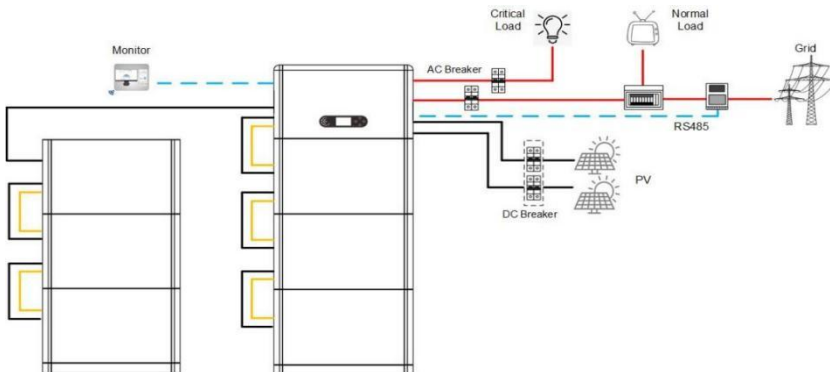 Critical
Load
Normal
Load
Monitor
AC Breaker
Grid
RS485
PV
DC Breaker